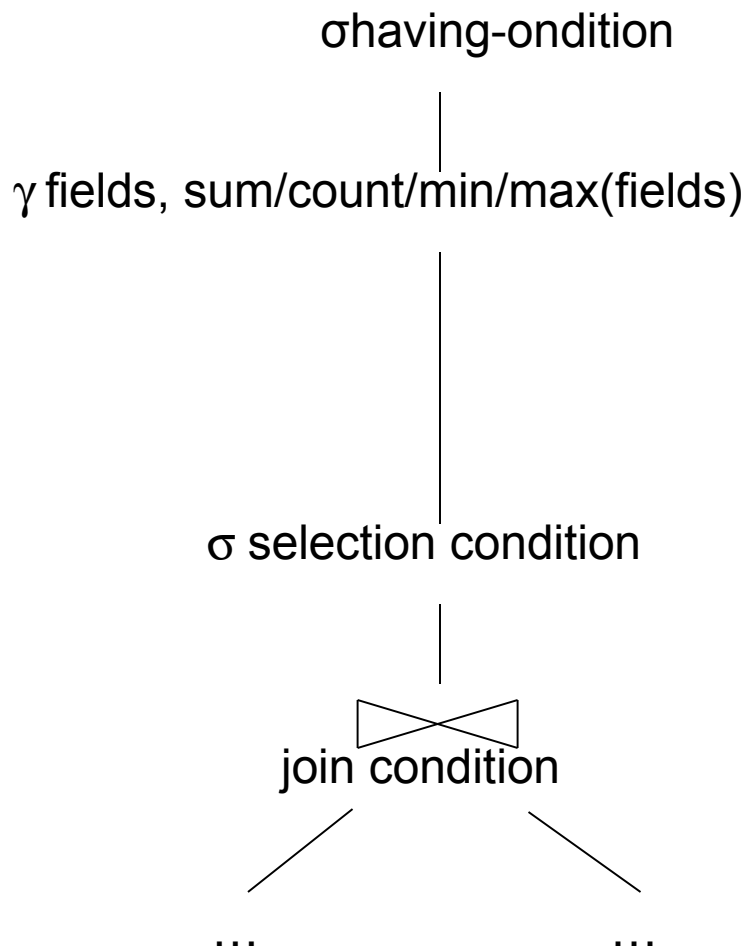 σhaving-ondition
γ fields, sum/count/min/max(fields)
σ selection condition
join condition
... ...